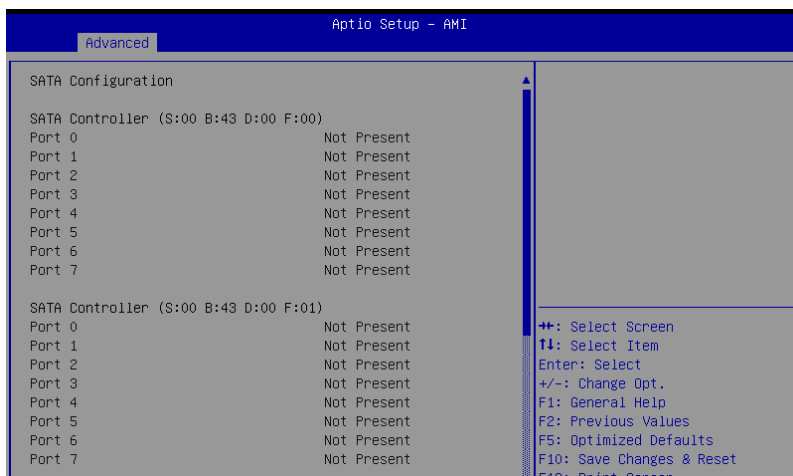 Aptio Setup – AMI
Advanced
SATA Configuration
SATA Controller (S:00 B:43 D:00 F:00)
Port 0 Not Present
Port 1 Not Present
Port 2 Not Present
Port 3 Not Present
Port 4 Not Present
Port 5 Not Present
Port 6 Not Present
Port 7 Not Present
SATA Controller (S:00 B:43 D:00 F:01)
Port 0 Not Present
Port 1 Not Present
Port 2 Not Present
Port 3 Not Present
Port 4 Not Present
Port 5 Not Present
Port 6 Not Present
Port 7 Not Present
→←: Select Screen
↑↓: Select Item
Enter: Select
+/-: Change Opt.
F1: General Help
F2: Previous Values
F5: Optimized Defaults
F10: Save Changes & Reset